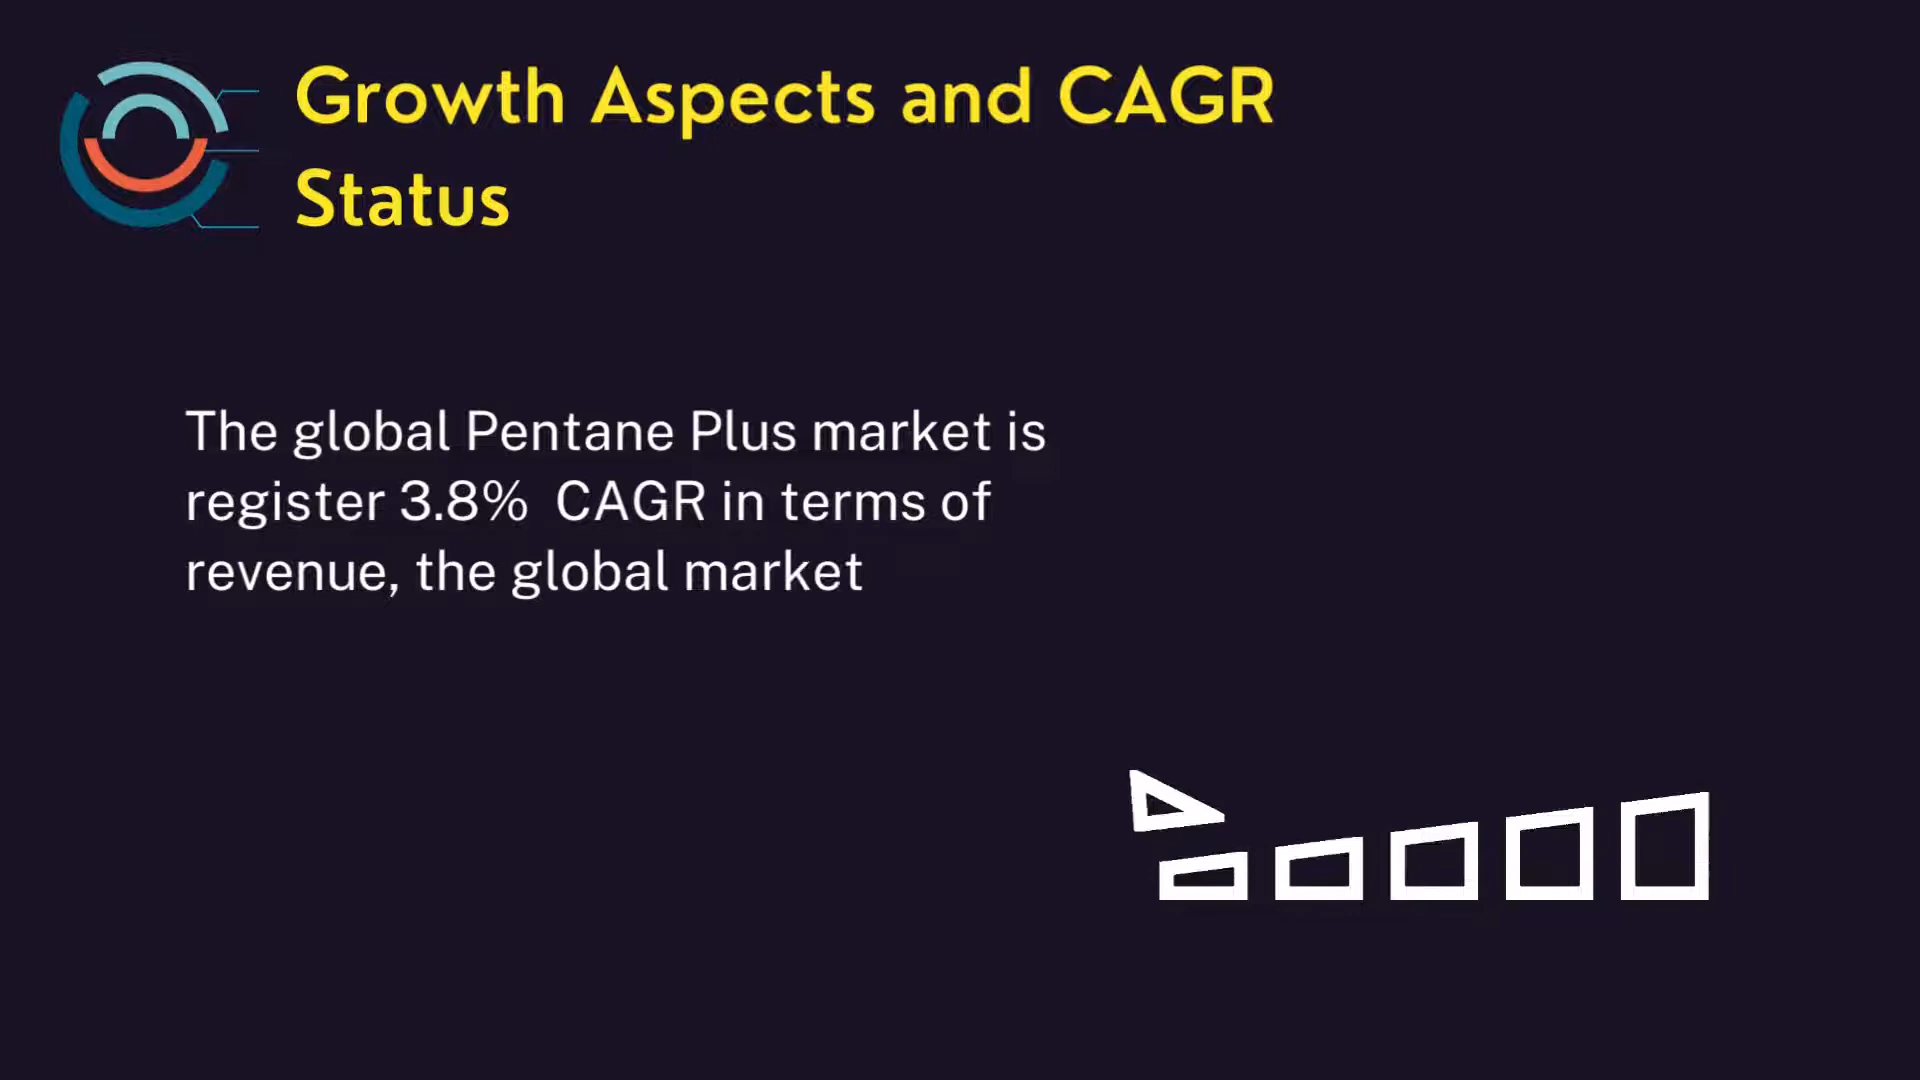 Growth Aspects and CAGR
Status
The global Pentane Plus market is
register 3.8%  CAGR in terms of
revenue, the global market